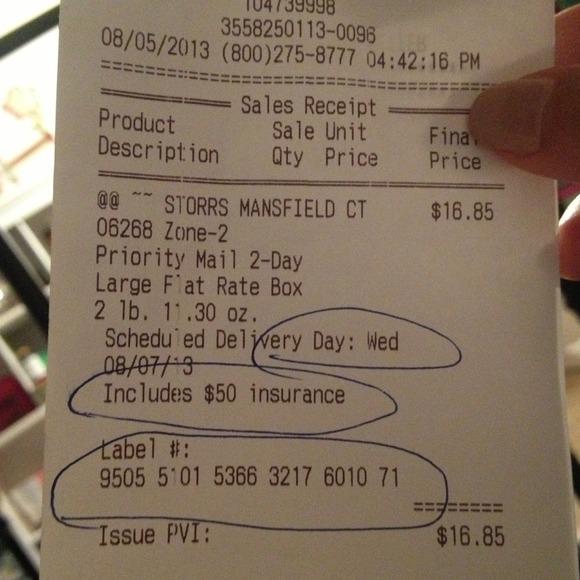 104739998
3558250113-0096
08/05/2013 (800)275-8777 04:42:16 PM
Sales Receipt
Product Sale Unit Final
Description Qty Price Price
@@ ~~ STORRS MANSFIELD CT $16.85
06268 Zone-2
Priority Mail 2-Day
Large Flat Rate Box
2 lb. 11.30 oz.
Scheduled Delivery Day: Wed
08/07/13
Includes $50 insurance
Label #:
9505 5101 5366 3217 6010 71
========
Issue PVI: $16.85